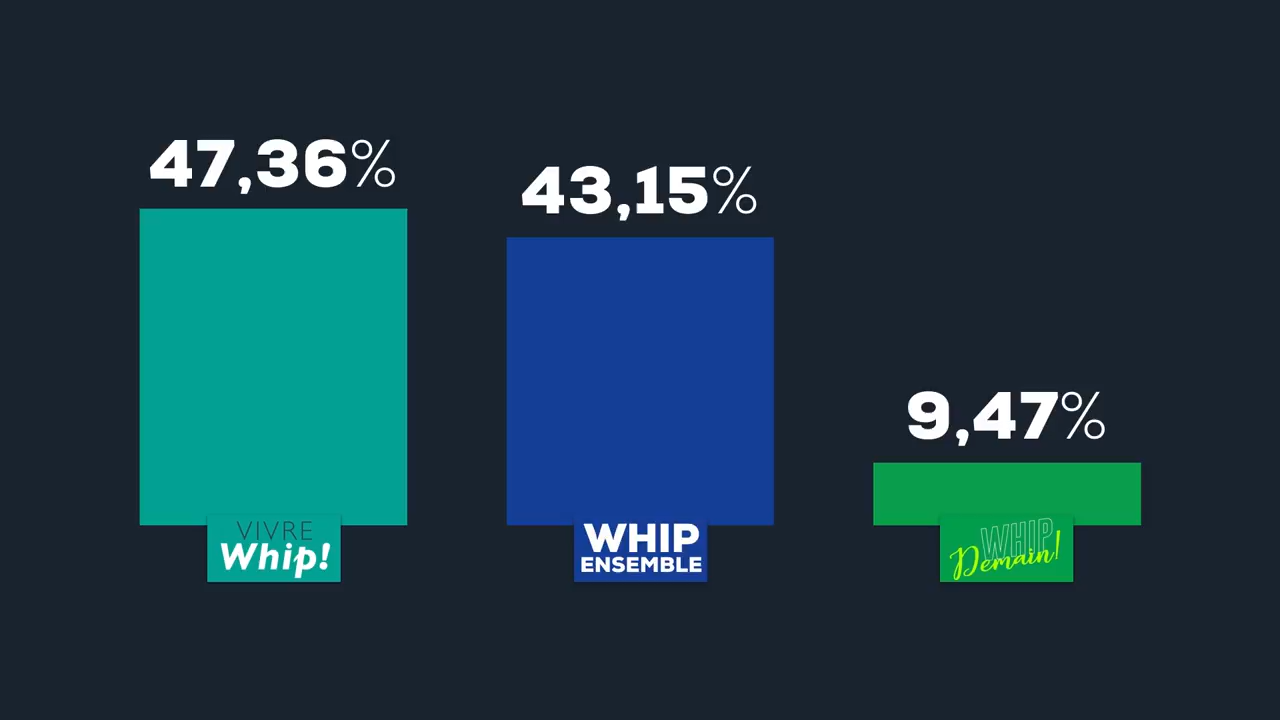 47,36%
43,15%
9,47%
VIVRE
Whip!
WHIP
ENSEMBLE
WHIP
Demain!